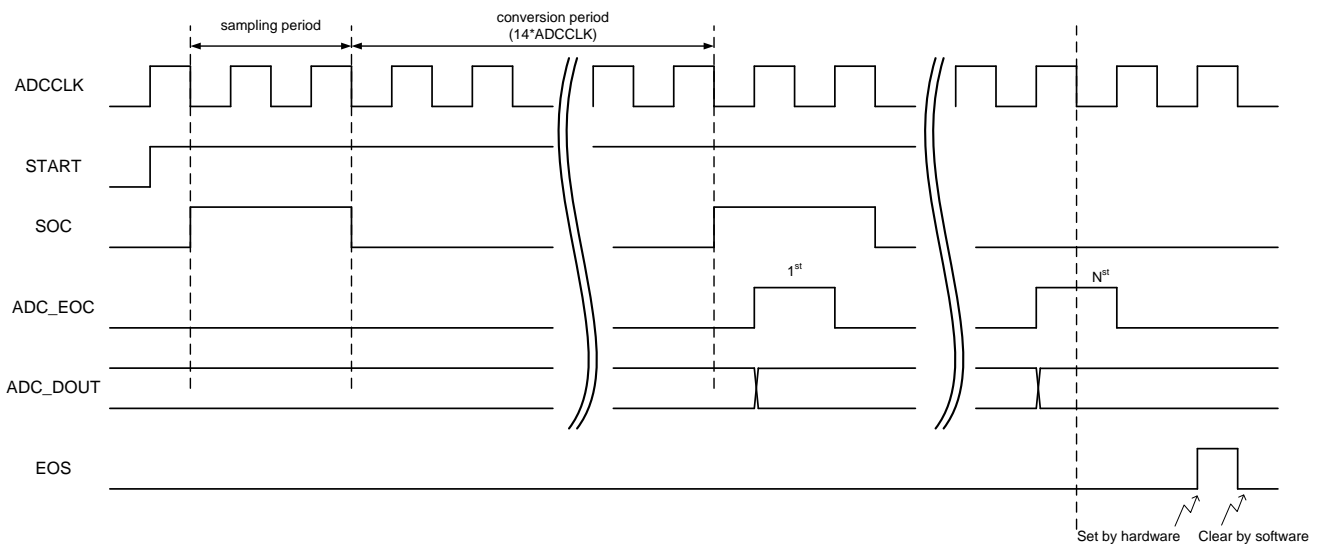 sampling period
conversion period
(14*ADCCLK)
ADCCLK
START
SOC
1st
Nst
ADC_EOC
ADC_DOUT
EOS
Set by hardware
Clear by software